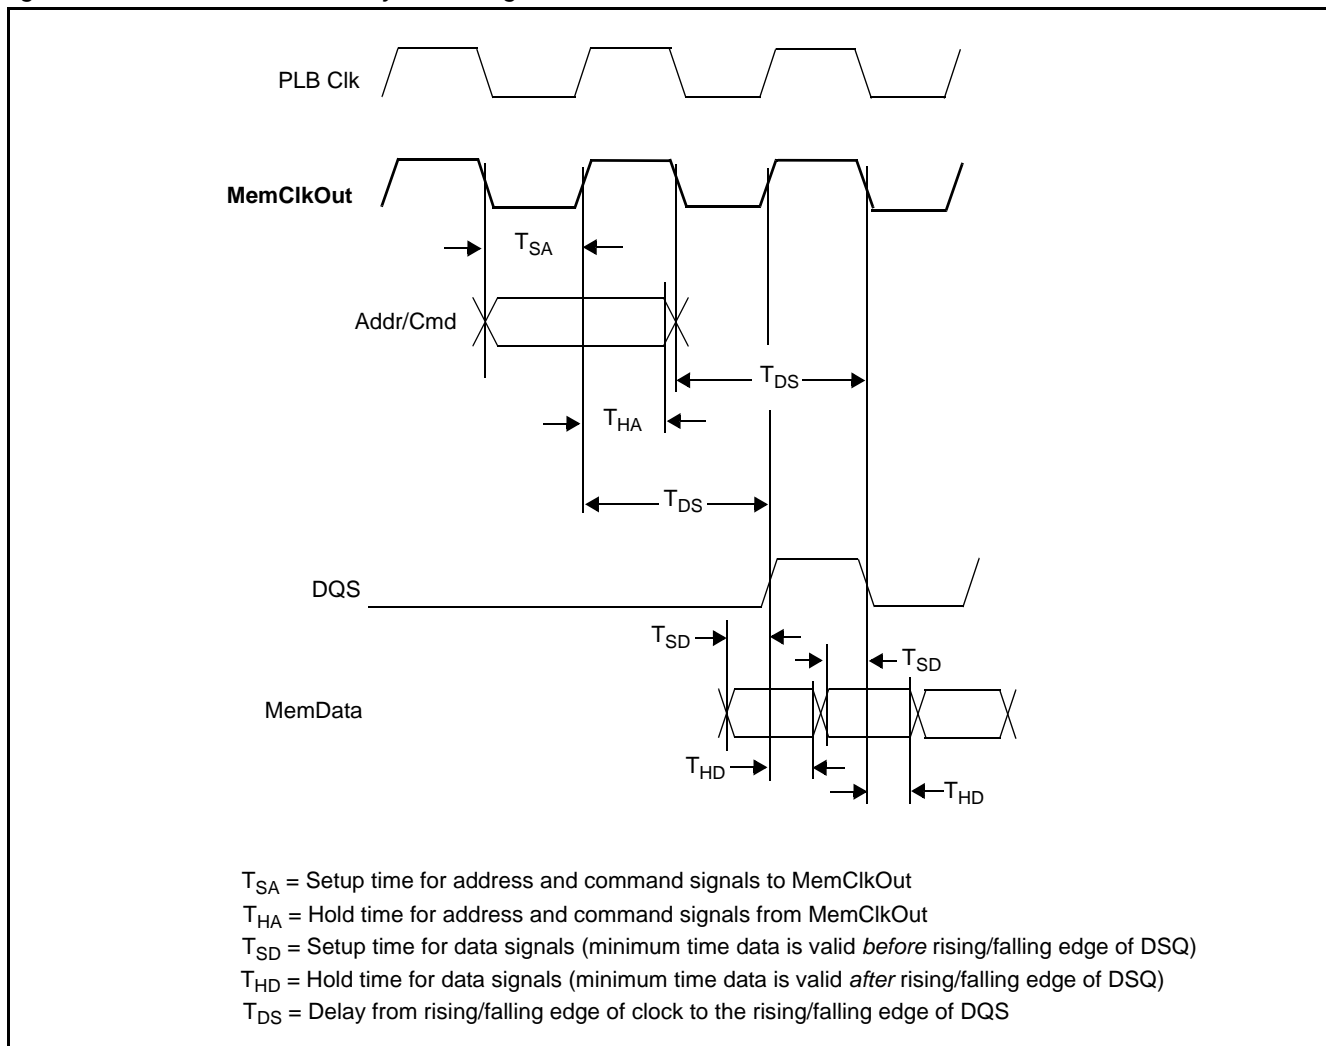 PLB Clk
MemClkOut
TSA
Addr/Cmd
TDS
THA
TDS
DQS
TSD
TSD
MemData
THD
THD
TSA = Setup time for address and command signals to MemClkOut
THA = Hold time for address and command signals from MemClkOut
TSD = Setup time for data signals (minimum time data is valid before rising/falling edge of DSQ)
THD = Hold time for data signals (minimum time data is valid after rising/falling edge of DSQ)
TDS = Delay from rising/falling edge of clock to the rising/falling edge of DQS